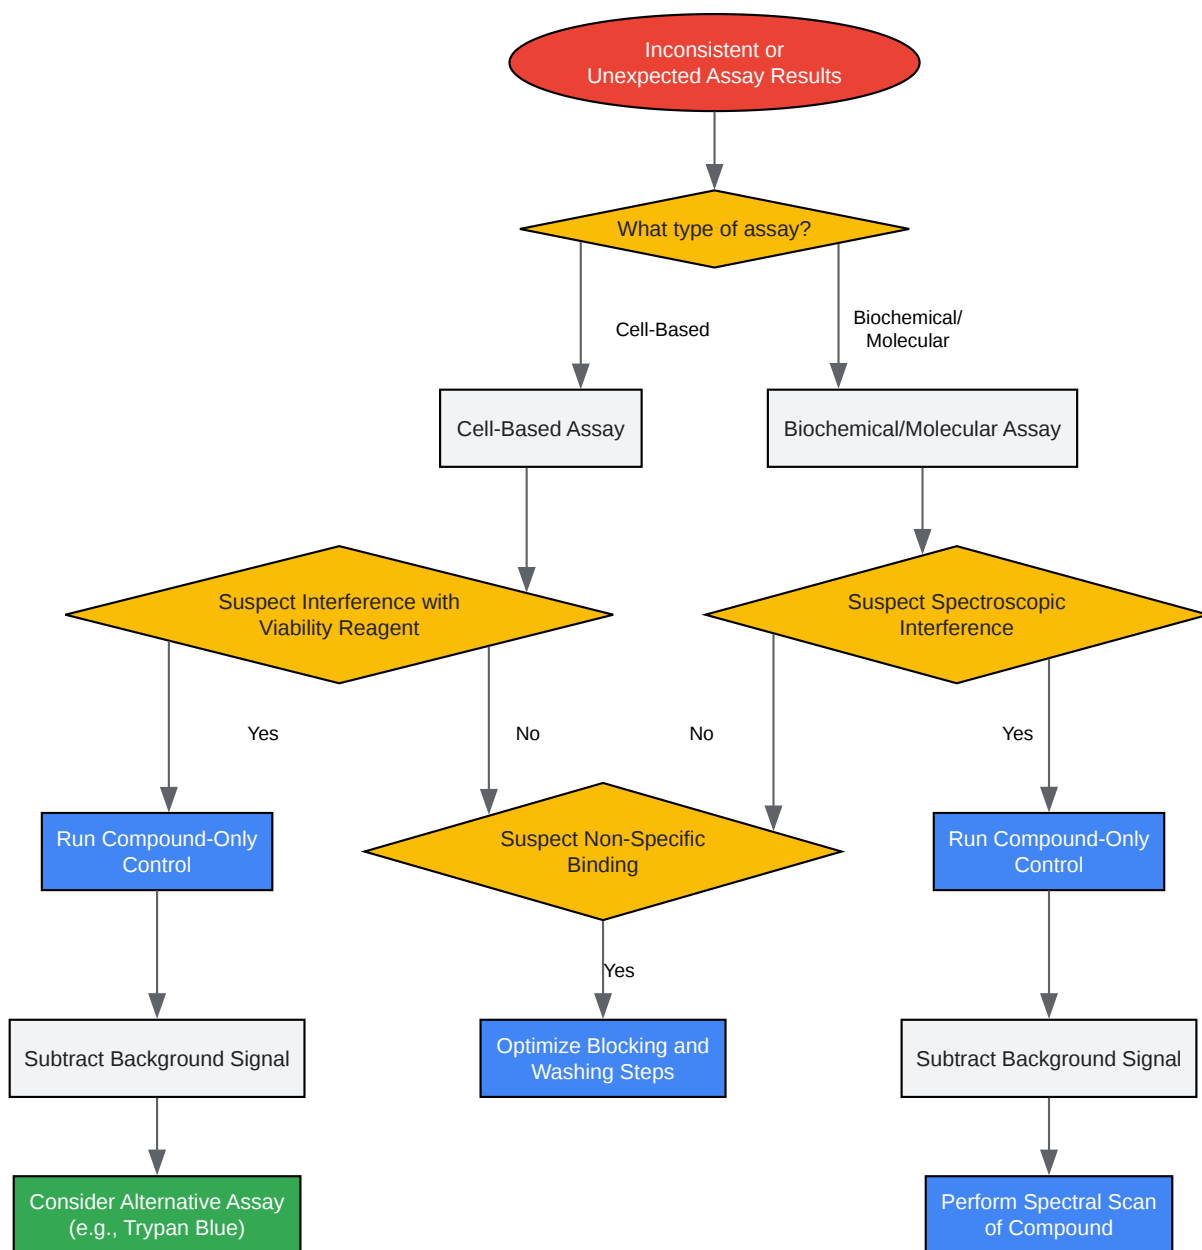 Inconsistent or
Unexpected Assay Results
What type of assay?
Cell-Based
Biochemical/
Molecular
Cell-Based Assay
Biochemical/Molecular Assay
Suspect Interference with
Viability Reagent
Suspect Spectroscopic
Interference
Yes
No
No
Yes
Run Compound-Only
Control
Suspect Non-Specific
Binding
Run Compound-Only
Control
Yes
Subtract Background Signal
Optimize Blocking and
Washing Steps
Subtract Background Signal
Consider Alternative Assay
(e.g., Trypan Blue)
Perform Spectral Scan
of Compound